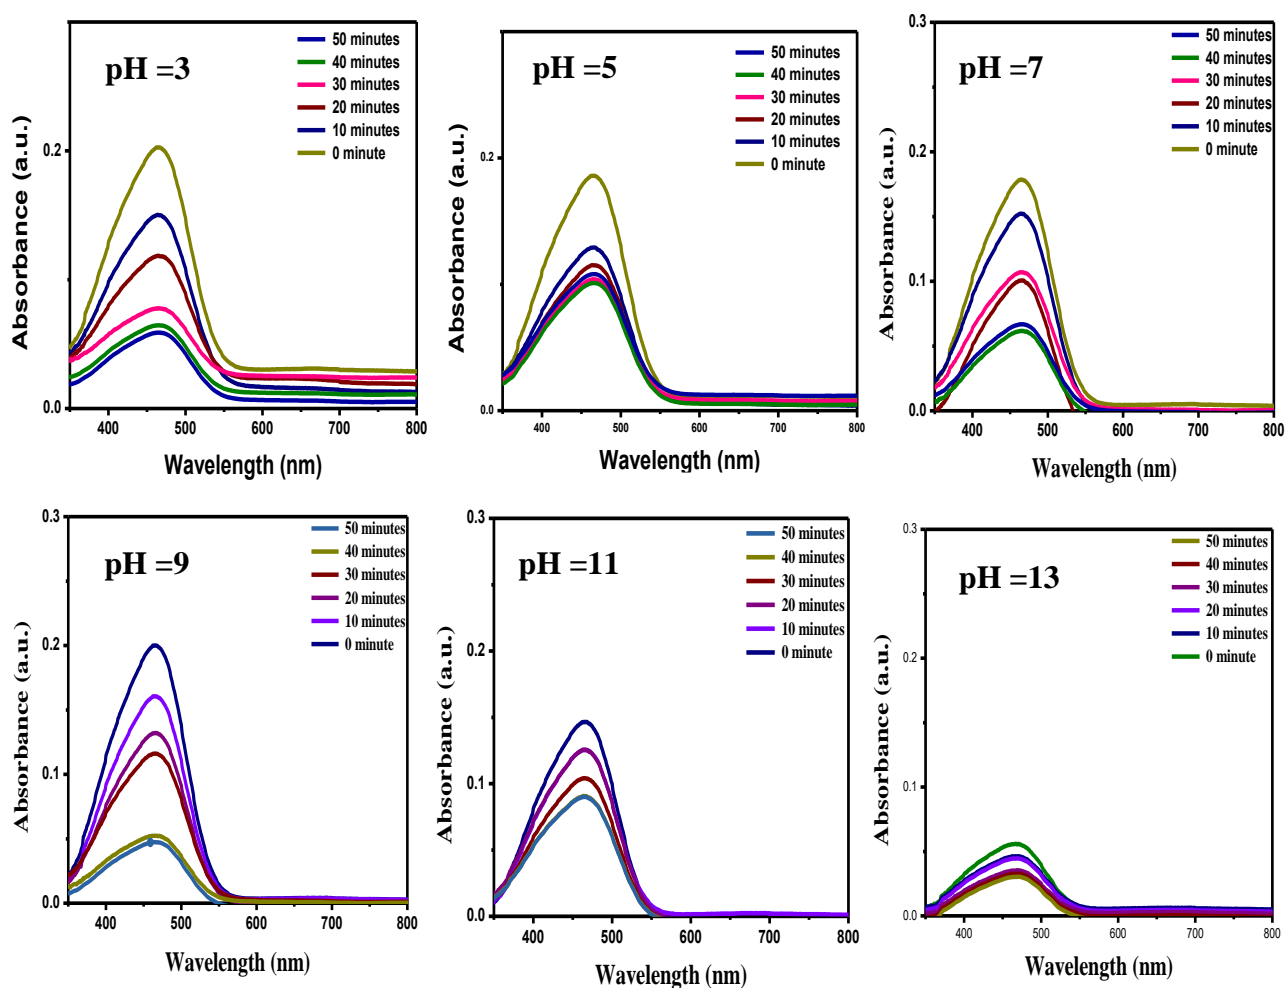 pH =3
50 minutes
40 minutes
30 minutes
20 minutes
10 minutes
0 minute
Absorbance (a.u.)
0.2
0.0
400 500 600 700 800
Wavelength (nm)
pH =5
50 minutes
40 minutes
30 minutes
20 minutes
10 minutes
0 minute
Absorbance (a.u.)
0.2
0.0
400 500 600 700 800
Wavelength (nm)
pH =7
50 minutes
40 minutes
30 minutes
20 minutes
10 minutes
0 minute
Absorbance (a.u.)
0.3
0.2
0.1
0.0
400 500 600 700 800
Wavelength (nm)
pH =9
50 minutes
40 minutes
30 minutes
20 minutes
10 minutes
0 minute
Absorbance (a.u.)
0.3
0.2
0.1
0.0
400 500 600 700 800
Wavelength (nm)
pH =11
50 minutes
40 minutes
30 minutes
20 minutes
10 minutes
0 minute
Absorbance (a.u.)
0.3
0.2
0.1
0.0
400 500 600 700 800
Wavelength (nm)
pH =13
50 minutes
40 minutes
30 minutes
20 minutes
10 minutes
0 minute
Absorbance (a.u.)
0.3
0.2
0.1
0.0
400 500 600 700 800
Wavelength (nm)